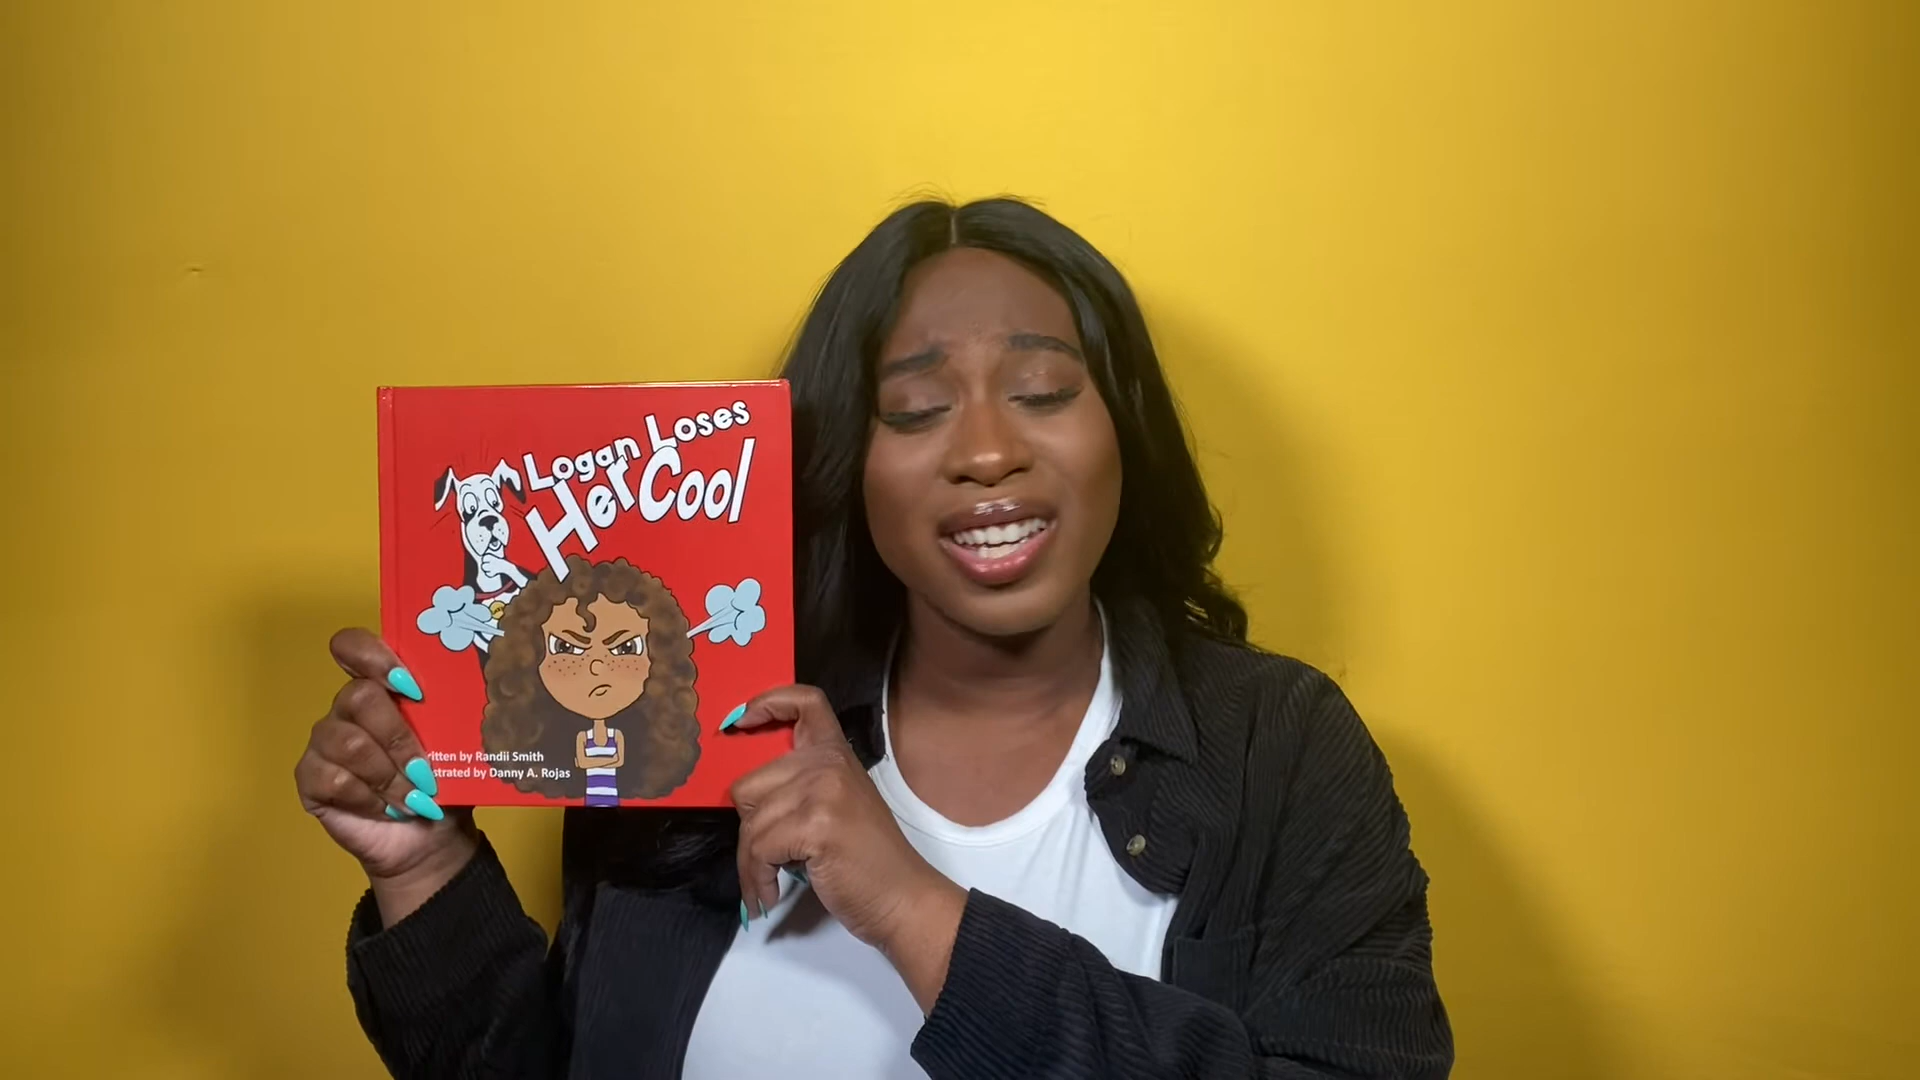 Logan Loses
Her Cool
ritten by Randii Smith
strated by Danny A. Rojas